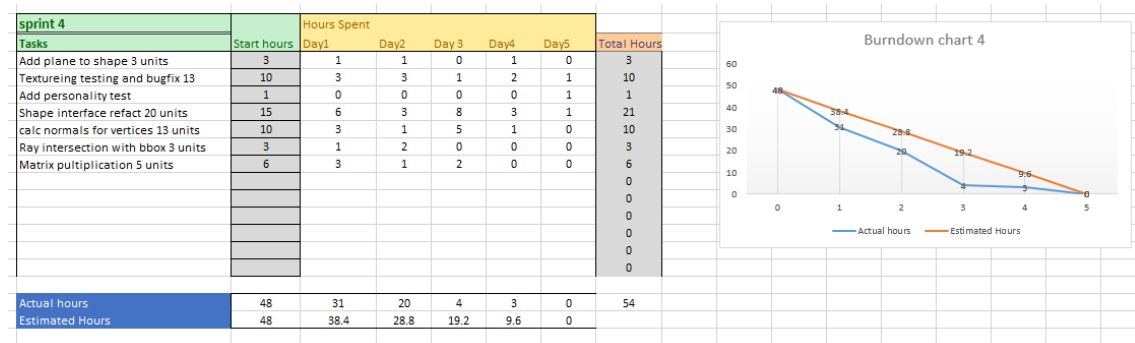 sprint 4 Hours Spent
Tasks Start hours Day1 Day2 Day 3 Day4 Day5 Total Hours
Add plane to shape 3 units 3 1 1 0 1 0 3
Textureing testing and bugfix 13 10 3 3 1 2 1 10
Add personality test 1 0 0 0 0 1 1
Shape interface refact 20 units 15 6 3 8 3 1 21
calc normals for vertices 13 units 10 3 1 5 1 0 10
Ray intersection with bbox 3 units 3 1 2 0 0 0 3
Matrix pultiplication 5 units 6 3 1 2 0 0 6
0
0
0
0
0
0
Actual hours 48 31 20 4 3 0 54
Estimated Hours 48 38.4 28.8 19.2 9.6 0
Burndown chart 4
60
50
40
30
20
10
0
48
38.4
31
28.8
20
19.2
4
9.6
3
0
0 1 2 3 4 5
Actual hours Estimated Hours